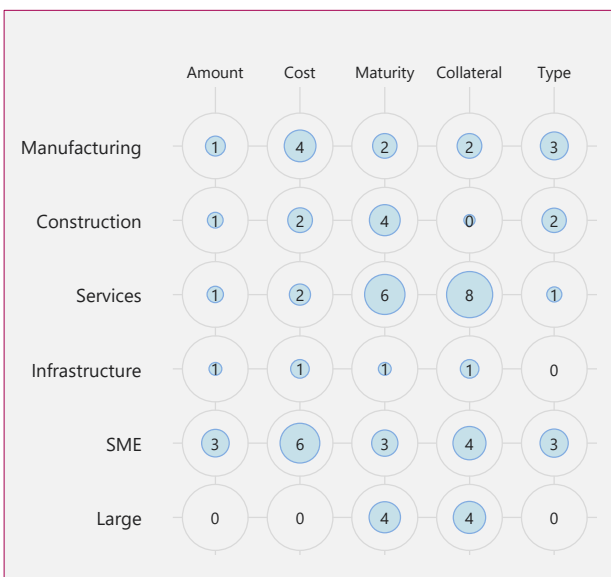 Amount Cost Maturity Collateral Type
Manufacturing 1 4 2 2 3
Construction 1 2 4 0 2
Services 1 2 6 8 1
Infrastructure 1 1 1 1 0
SME 3 6 3 4 3
Large 0 0 4 4 0